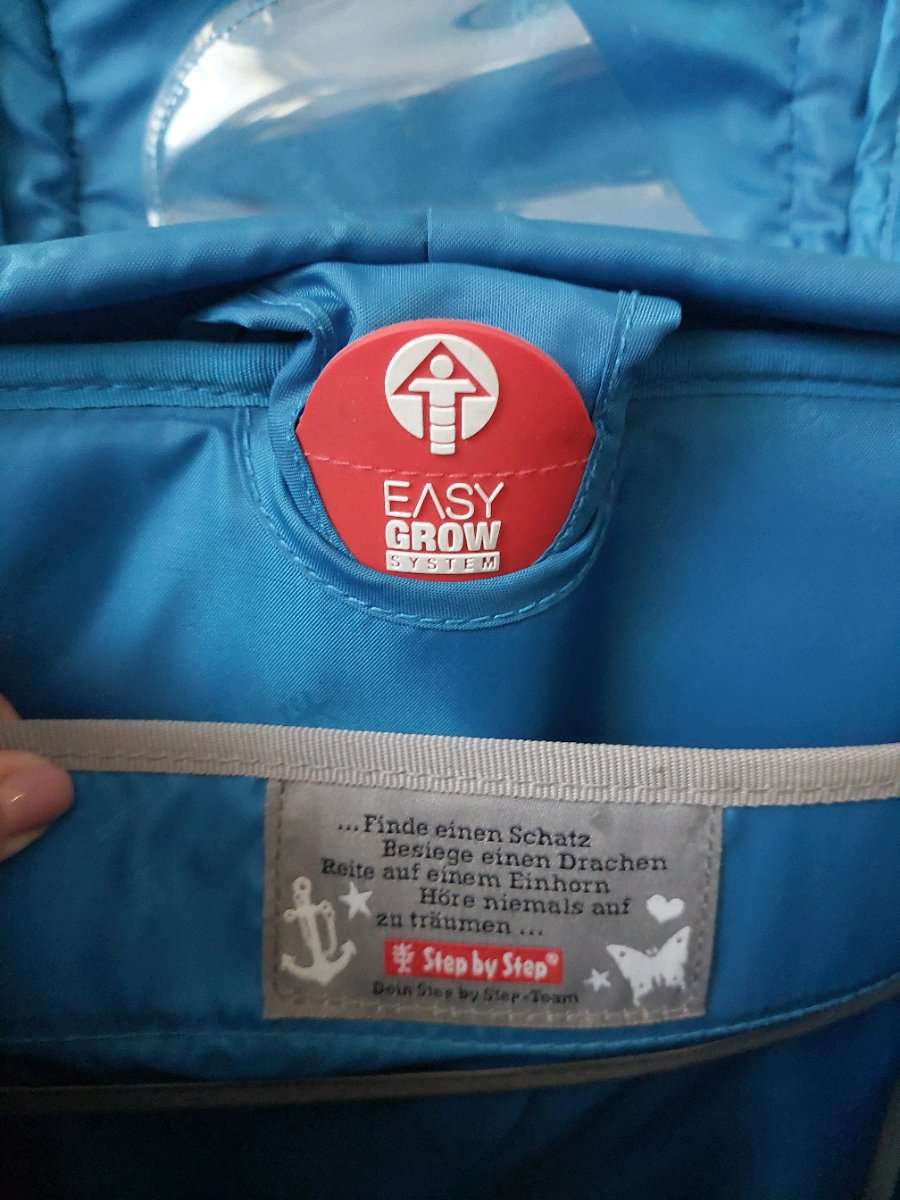 EASY
GROW
SYSTEM
...Finde einen Schatz
Besiege einen Drachen
Reite auf einem Einhorn
Höre niemals auf
zu träumen ...
Step by Step®
Dein Step by Step-Team